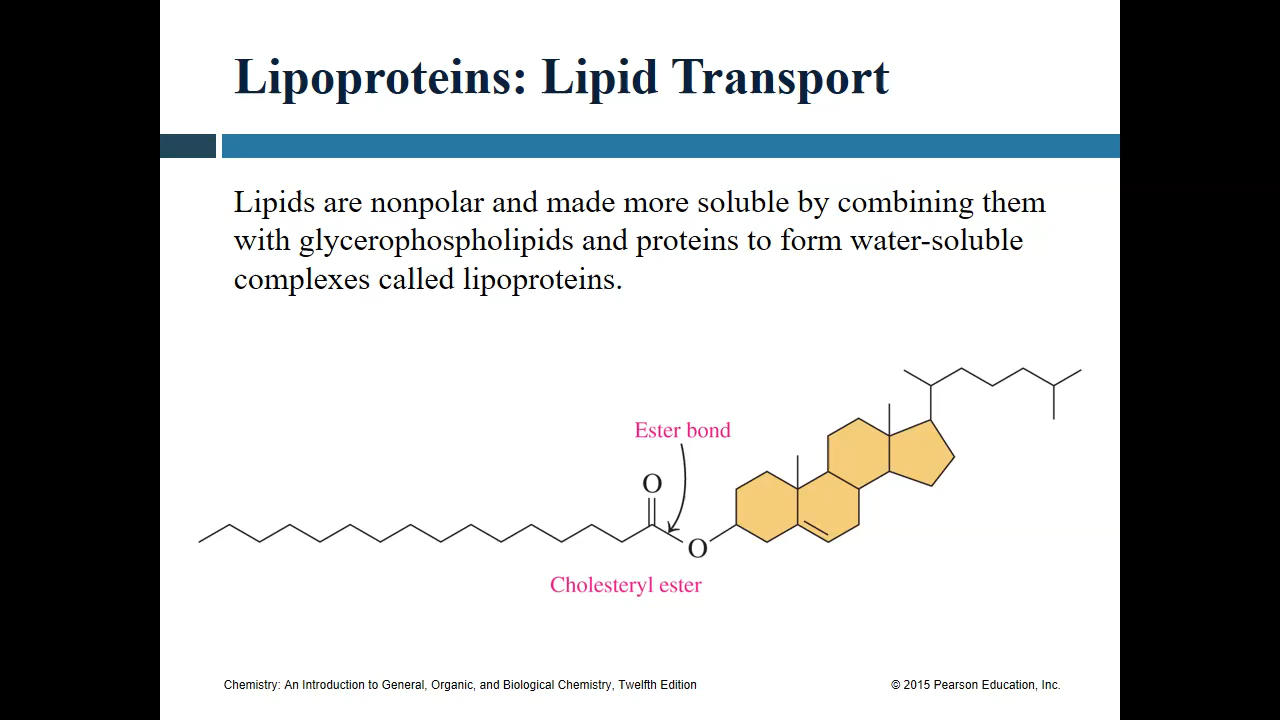 Lipoproteins: Lipid Transport
Lipids are nonpolar and made more soluble by combining them
with glycerophospholipids and proteins to form water-soluble
complexes called lipoproteins.
Ester bond
O
O
Cholesteryl ester
Chemistry: An Introduction to General, Organic, and Biological Chemistry, Twelfth Edition
© 2015 Pearson Education, Inc.